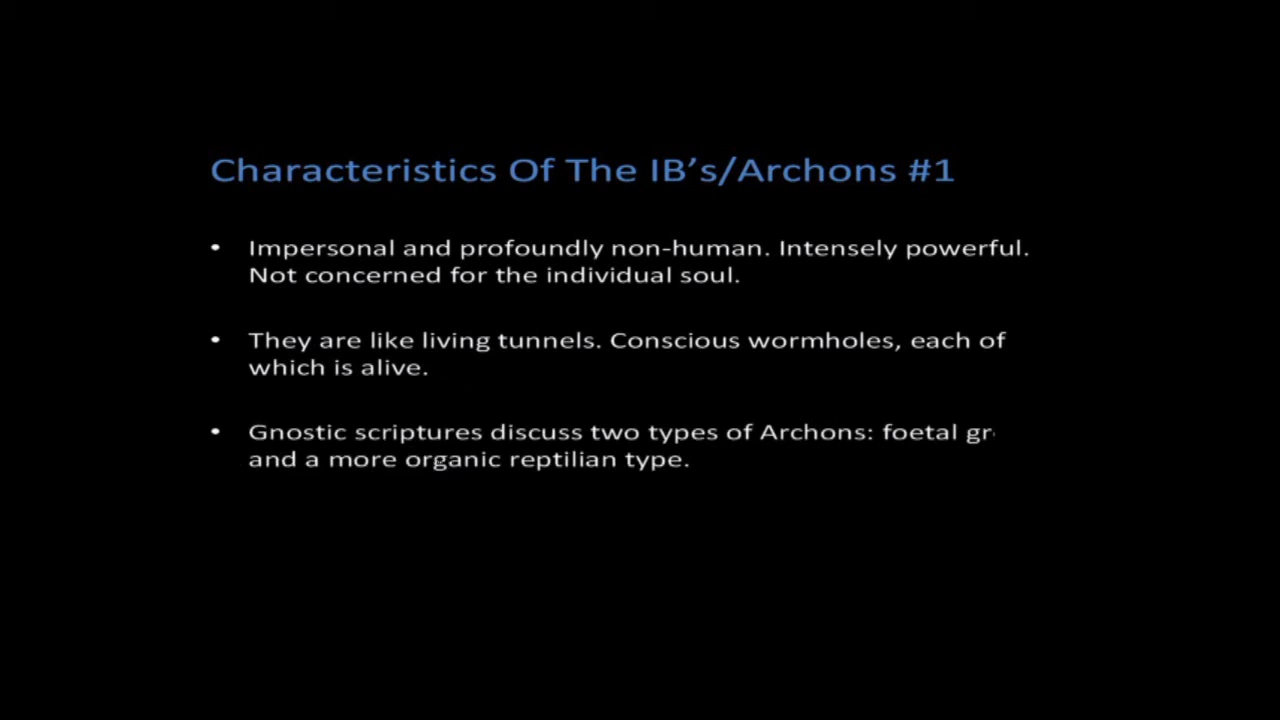 Characteristics Of The IB’s/Archons #1
• Impersonal and profoundly non-human. Intensely powerful.
Not concerned for the individual soul.
• They are like living tunnels. Conscious wormholes, each of
which is alive.
• Gnostic scriptures discuss two types of Archons: foetal
and a more organic reptilian type.